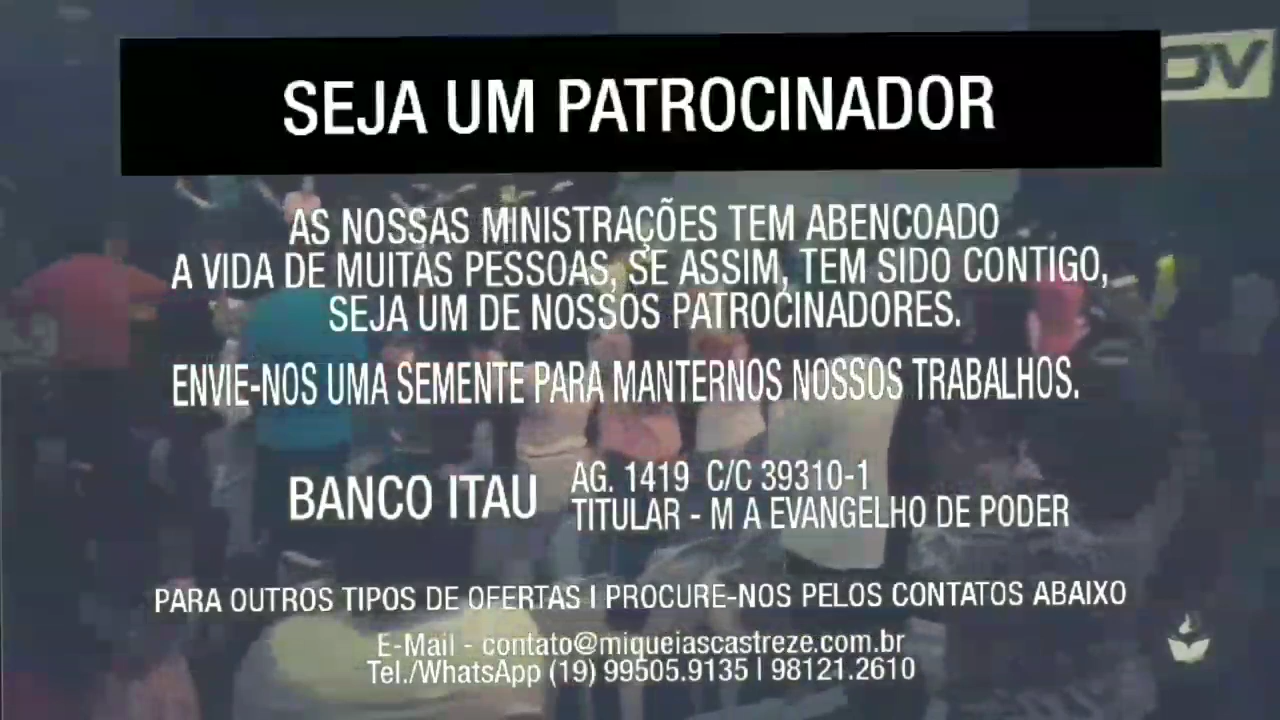 SEJA UM PATROCINADOR
OV
AS NOSSAS MINISTRAÇÕES TEM ABENCOADO
A VIDA DE MUITAS PESSOAS, SE ASSIM, TEM SIDO CONTIGO,
SEJA UM DE NOSSOS PATROCINADORES.
ENVIE-NOS UMA SEMENTE PARA MANTERNOS NOSSOS TRABALHOS.
BANCO ITAU
AG. 1419 C/C 39310-1
TITULAR - M A EVANGELHO DE PODER
PARA OUTROS TIPOS DE OFERTAS I PROCURE-NOS PELOS CONTATOS ABAIXO
E-Mail - contato@miqueiascastreze.com.br
Tel./WhatsApp (19) 99505.9135 | 98121.2610